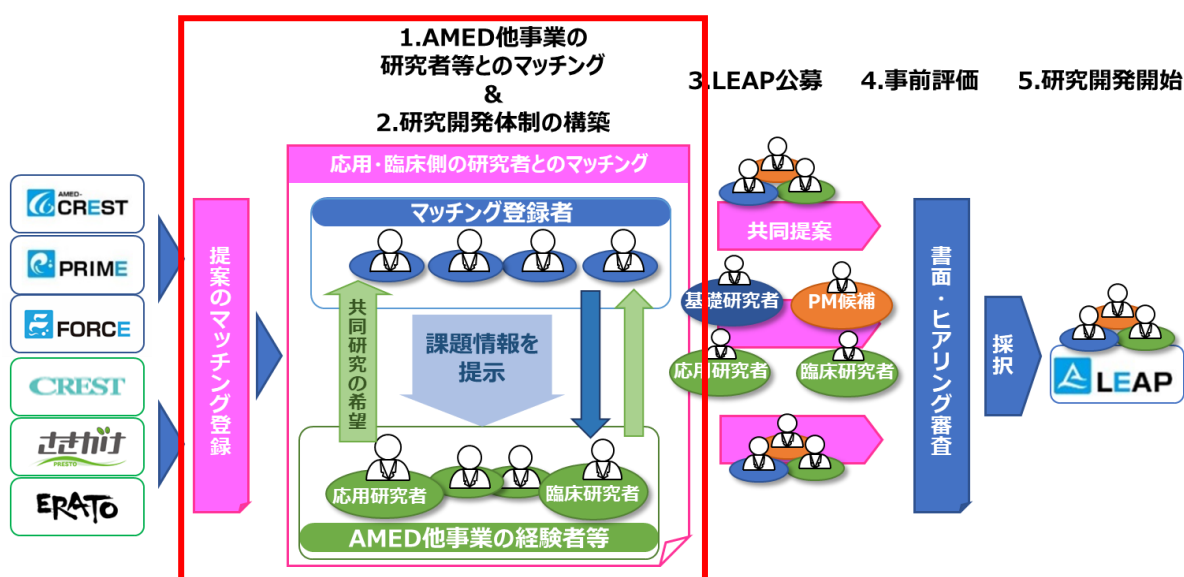 1.AMED他事業の
研究者等とのマッチング
&
2.研究開発体制の構築
3.LEAP公募
4.事前評価
5.研究開発開始
AMED-
CREST
PRIME
FORCE
CREST
さきがけ
PRESTO
ERATO
提案のマッチング登録
応用・臨床側の研究者とのマッチング
マッチング登録者
共同研究の希望
課題情報を
提示
応用研究者
臨床研究者
AMED他事業の経験者等
共同提案
基礎研究者
PM候補
応用研究者
臨床研究者
書面・ヒアリング審査
採択
LEAP